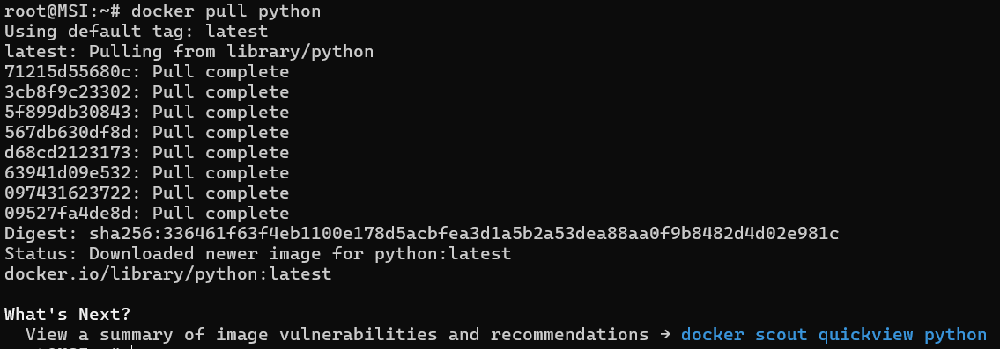 root@MSI:~# docker pull python
Using default tag: latest
latest: Pulling from library/python
71215d55680c: Pull complete
3cb8f9c23302: Pull complete
5f899db30843: Pull complete
567db630df8d: Pull complete
d68cd2123173: Pull complete
63941d09e532: Pull complete
097431623722: Pull complete
09527fa4de8d: Pull complete
Digest: sha256:336461f63f4eb1100e178d5acbfea3d1a5b2a53dea88aa0f9b8482d4d02e981c
Status: Downloaded newer image for python:latest
docker.io/library/python:latest
What's Next?
View a summary of image vulnerabilities and recommendations → docker scout quickview python